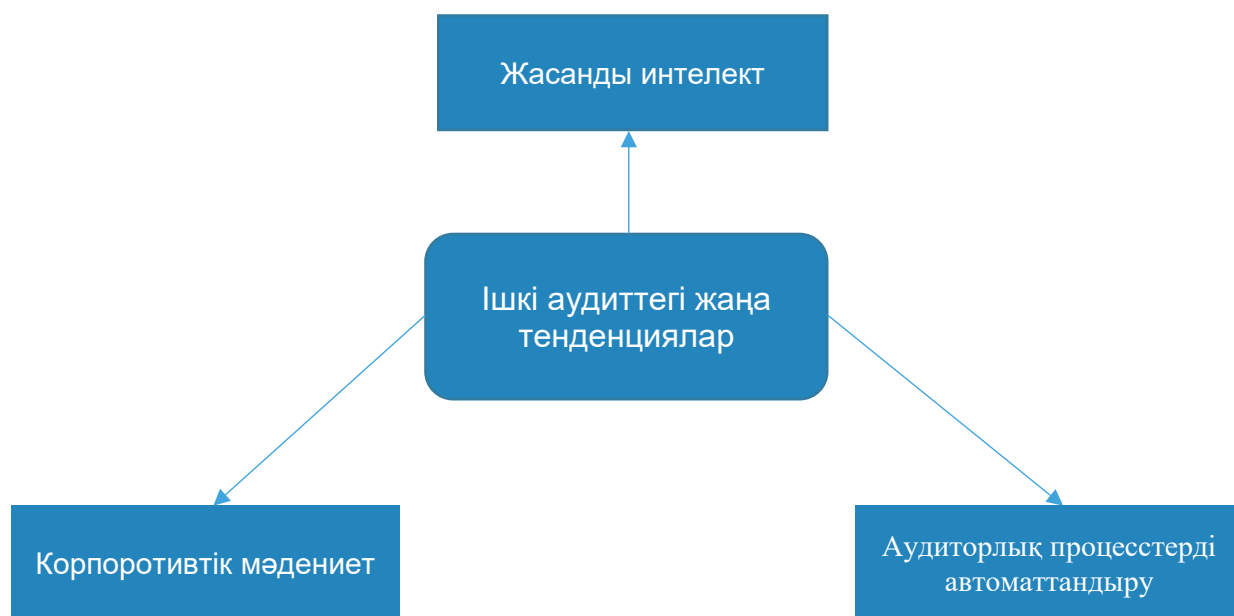 Жасанды интелект
Ішкі аудиттегі жаңа
тенденциялар
Корпоротивтік мәдениет
Аудиторлық процесстерді
автоматтандыру